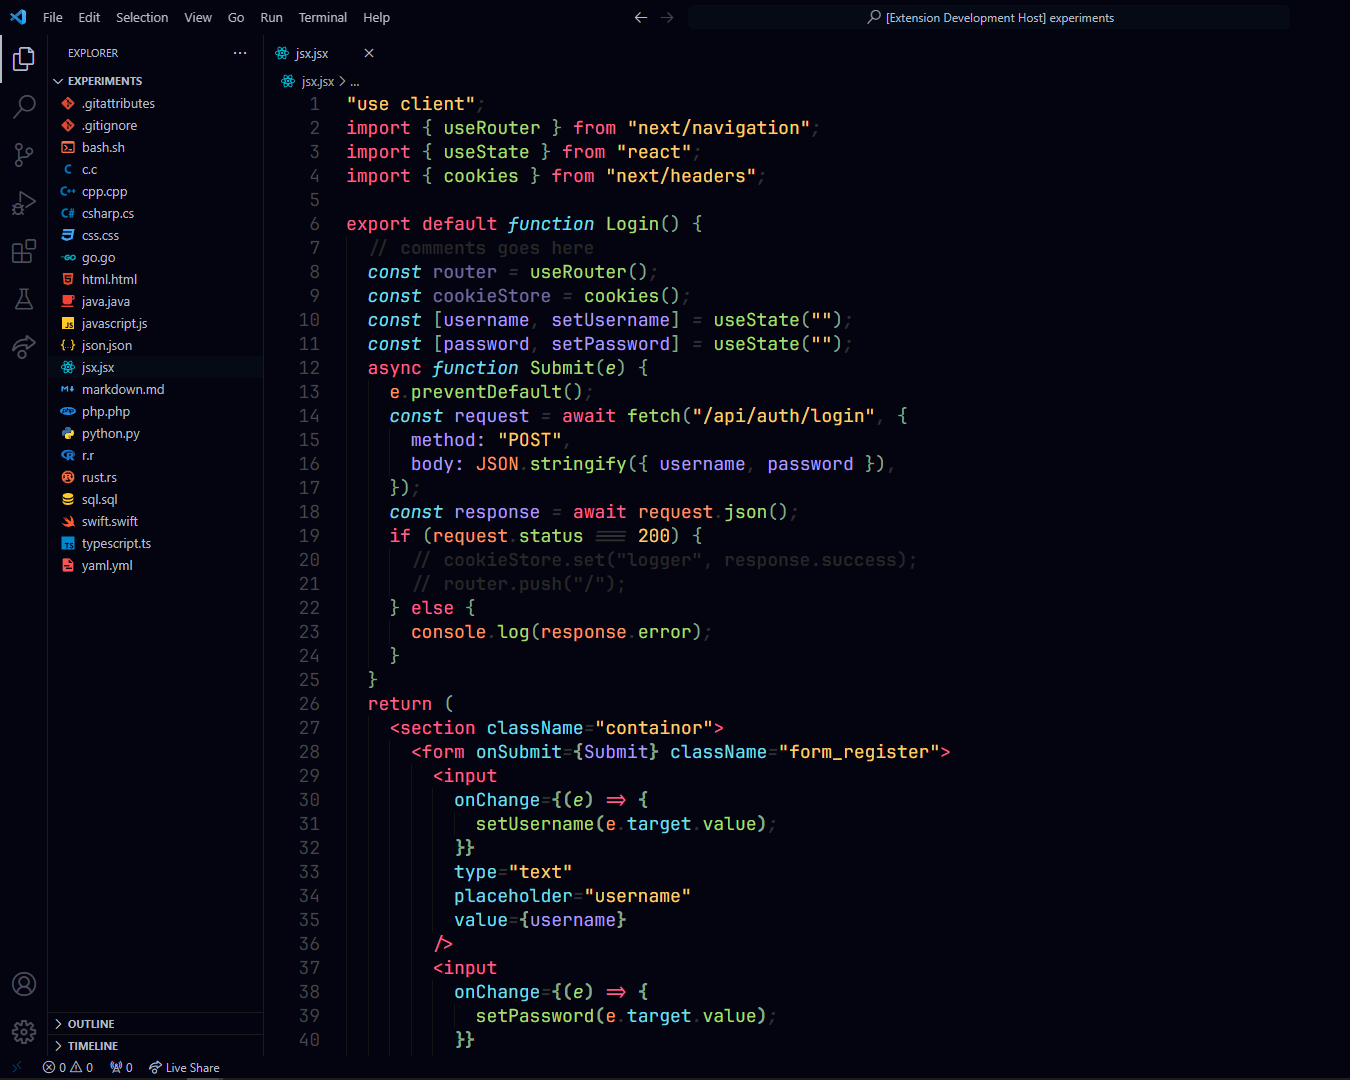 File Edit Selection View Go Run Terminal Help [Extension Development Host] experiments
EXPLORER
EXPERIMENTS
.gitattributes
.gitignore
bash.sh
C c.c
C++ cpp.cpp
C# csharp.cs
css.css
GO go.go
html.html
java.java
JS javascript.js
{..} json.json
jsx.jsx
M markdown.md
php php.php
python.py
R r.r
rust.rs
sql.sql
swift.swift
TS typescript.ts
yaml.yml
OUTLINE
TIMELINE
jsx.jsx
jsx.jsx > ...
1 "use client";
2 import { useRouter } from "next/navigation";
3 import { useState } from "react";
4 import { cookies } from "next/headers";
5
6 export default function Login() {
7 // comments goes here
8 const router = useRouter();
9 const cookieStore = cookies();
10 const [username, setUsername] = useState("");
11 const [password, setPassword] = useState("");
12 async function Submit(e) {
13 e.preventDefault();
14 const request = await fetch("/api/auth/login", {
15 method: "POST",
16 body: JSON.stringify({ username, password }),
17 });
18 const response = await request.json();
19 if (request.status === 200) {
20 // cookieStore.set("logger", response.success);
21 // router.push("/");
22 } else {
23 console.log(response.error);
24 }
25 }
26 return (
27 <section className="containor">
28 <form onSubmit={Submit} className="form_register">
29 <input
30 onChange={(e) => {
31 setUsername(e.target.value);
32 }}
33 type="text"
34 placeholder="username"
35 value={username}
36 />
37 <input
38 onChange={(e) => {
39 setPassword(e.target.value);
40 }}
0 0 0 Live Share